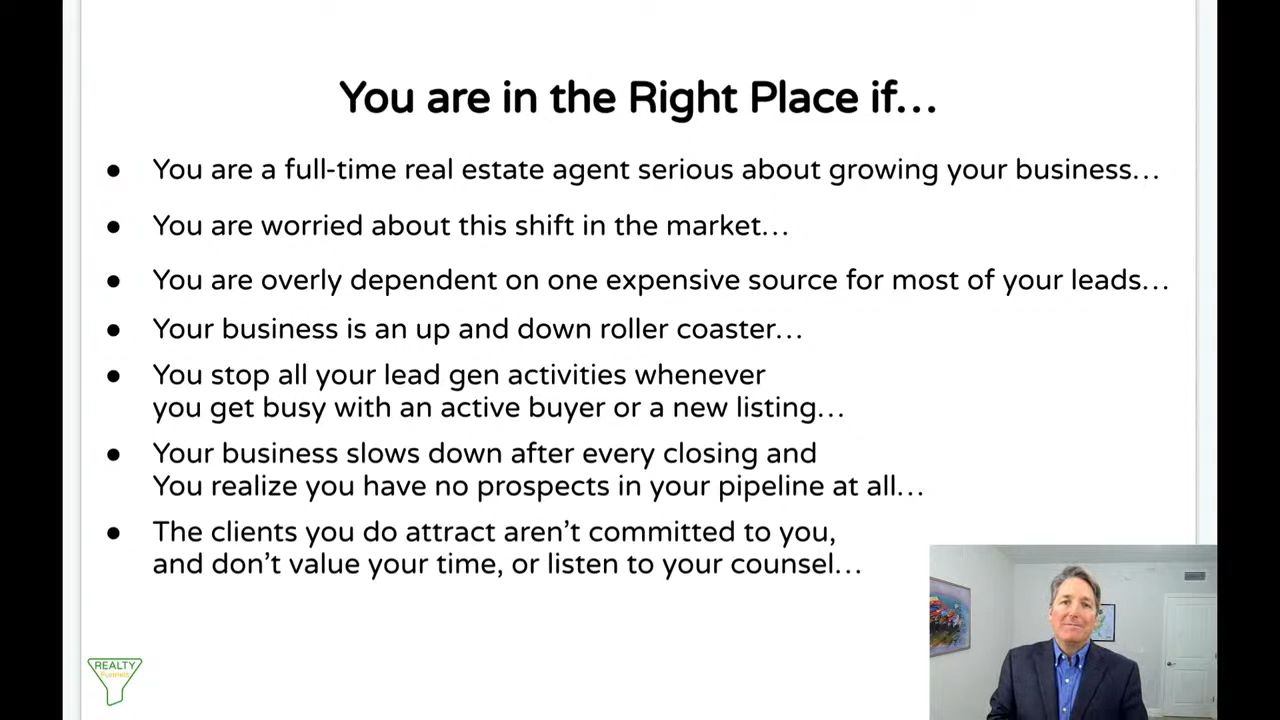 You are in the Right Place if…
● You are a full-time real estate agent serious about growing your business…
● You are worried about this shift in the market…
● You are overly dependent on one expensive source for most of your leads…
● Your business is an up and down roller coaster…
● You stop all your lead gen activities whenever
you get busy with an active buyer or a new listing…
● Your business slows down after every closing and
You realize you have no prospects in your pipeline at all…
● The clients you do attract aren’t committed to you,
and don’t value your time, or listen to your counsel…
REALTY
Funnels